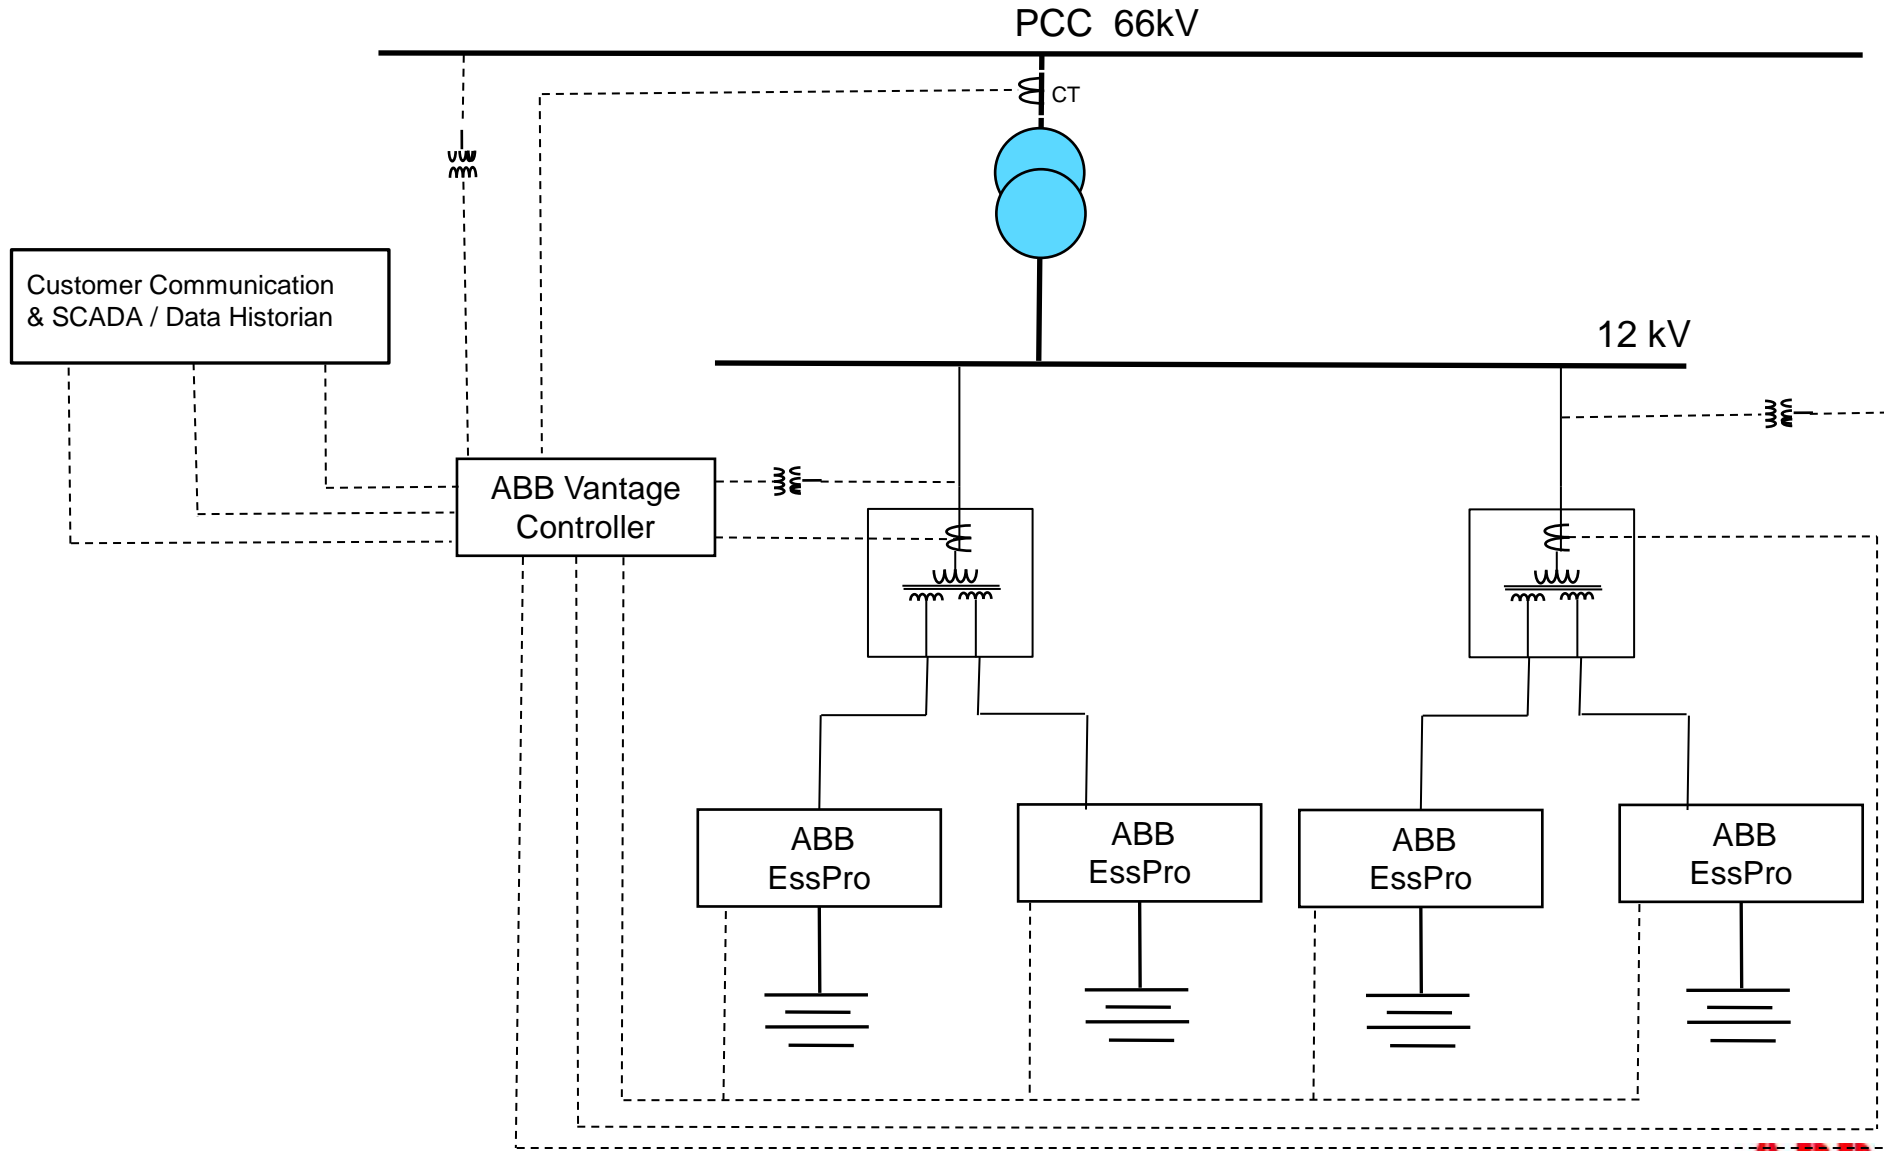 PCC 66kV
CT
Customer Communication
& SCADA / Data Historian
12 kV
ABB Vantage
Controller
ABB
EssPro
ABB
EssPro
ABB
EssPro
ABB
EssPro